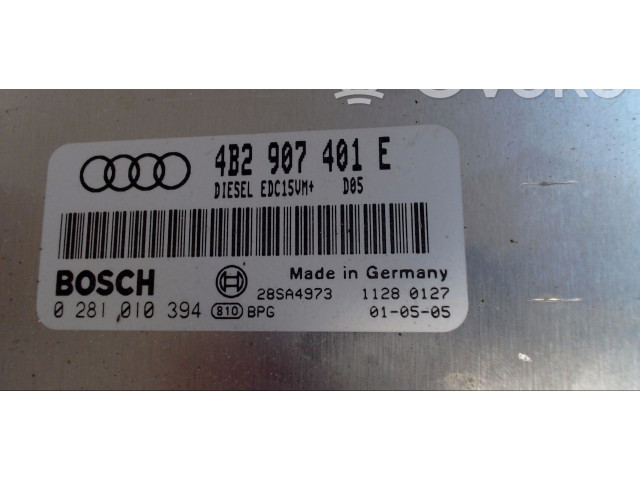 4B2 907 401 E
DIESEL EDC15VM+ D05
BOSCH
Made in Germany
28SA4973 1128 0127
0 281 010 394 810 BPG 01-05-05